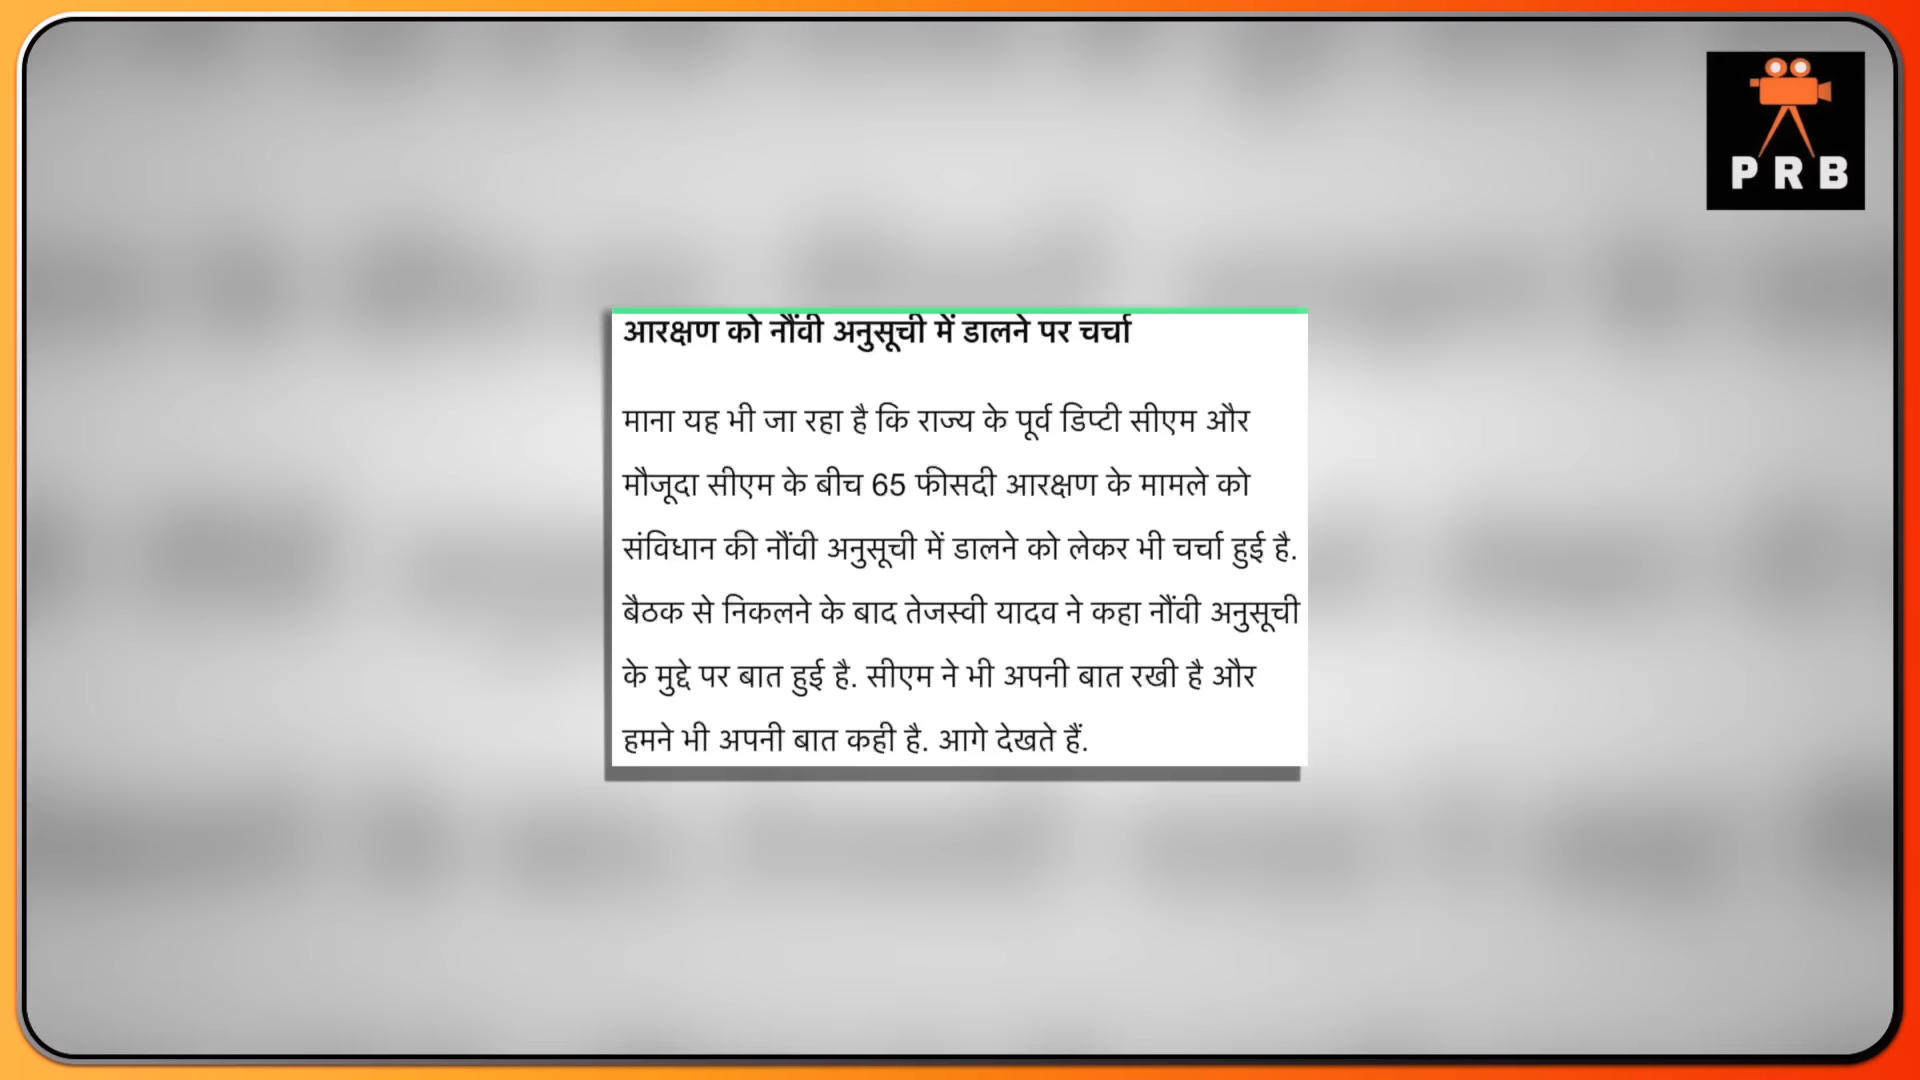 PRB
आरक्षण को नौंवी अनुसूची में डालने पर चर्चा
माना यह भी जा रहा है कि राज्य के पूर्व डिप्टी सीएम और
मौजूदा सीएम के बीच 65 फीसदी आरक्षण के मामले को
संविधान की नौंवी अनुसूची में डालने को लेकर भी चर्चा हुई है.
बैठक से निकलने के बाद तेजस्वी यादव ने कहा नौंवी अनुसूची
के मुद्दे पर बात हुई है. सीएम ने भी अपनी बात रखी है और
हमने भी अपनी बात कही है. आगे देखते हैं.